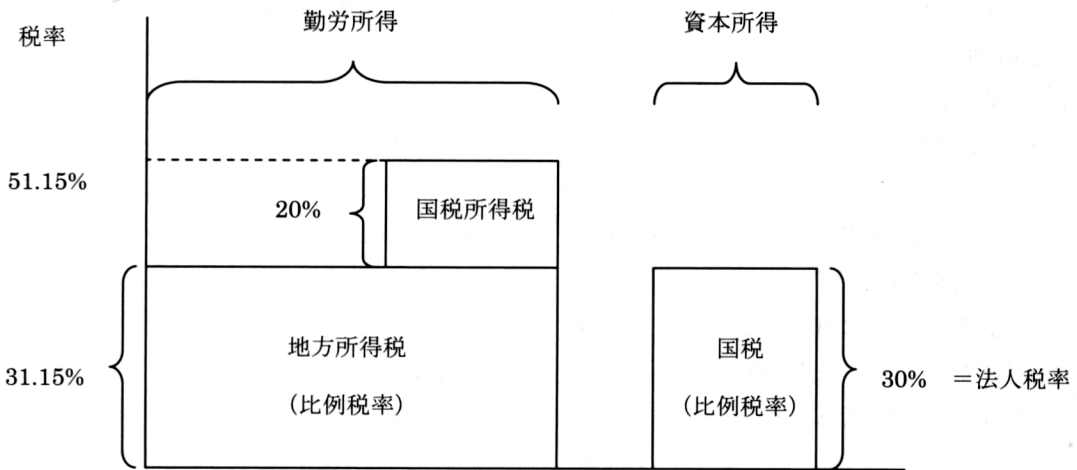 税率
勤労所得
資本所得
51.15%
20%
国税所得税
地方所得税
(比例税率)
31.15%
国税
(比例税率)
30% =法人税率